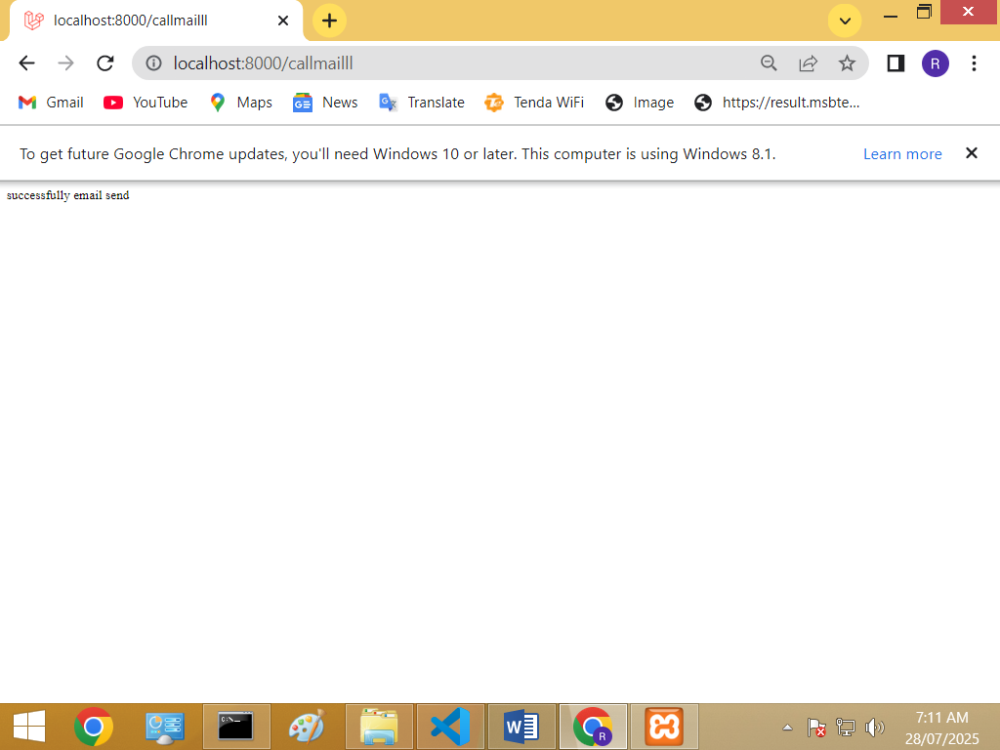 localhost:8000/callmailll
localhost:8000/callmailll
R
Gmail YouTube Maps News Translate Tenda WiFi Image https://result.msbte...
To get future Google Chrome updates, you'll need Windows 10 or later. This computer is using Windows 8.1. Learn more
successfully email send
7:11 AM
28/07/2025